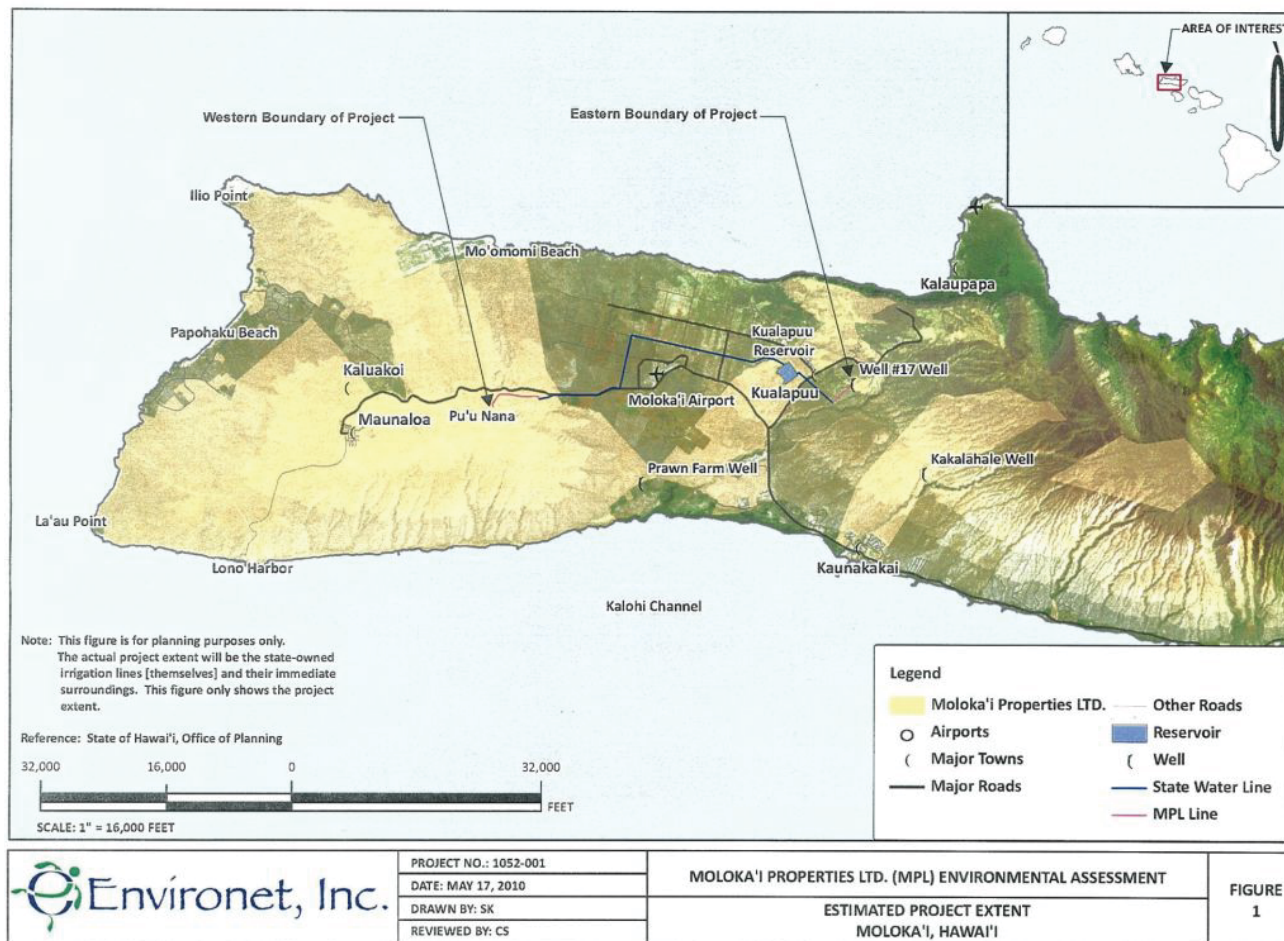 AREA OF INTEREST
Western Boundary of Project
Eastern Boundary of Project
Ilio Point
Mo'omomi Beach
Kalaupapa
Papohaku Beach
Kualapuu
Reservoir
Kaluakoi
Well #17 Well
Moloka'i Airport
Kualapuu
Pu'u Nana
Maunaloa
Prawn Farm Well
Kakalahale Well
La'au Point
Lono Harbor
Kaunakakai
Kalohi Channel
Note: This figure is for planning purposes only.
The actual project extent will be the state-owned
irrigation lines [themselves] and their immediate
surroundings. This figure only shows the project
extent.
Reference: State of Hawai'i, Office of Planning
32,000 16,000 0 32,000
FEET
SCALE: 1" = 16,000 FEET
Legend
Moloka'i Properties LTD.
Airports
Major Towns
Major Roads
Other Roads
Reservoir
Well
State Water Line
MPL Line
Environet, Inc.
PROJECT NO.: 1052-001
DATE: MAY 17, 2010
DRAWN BY: SK
REVIEWED BY: CS
MOLOKA'I PROPERTIES LTD. (MPL) ENVIRONMENTAL ASSESSMENT
ESTIMATED PROJECT EXTENT
MOLOKA'I, HAWAI'I
FIGURE
1